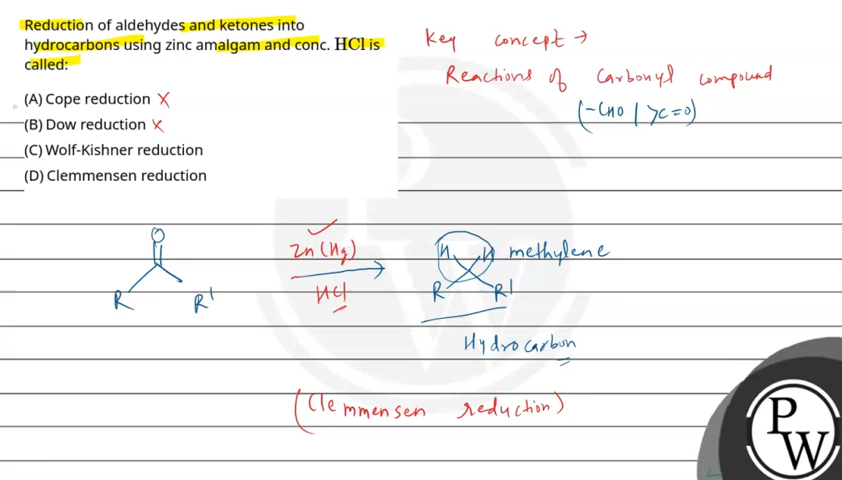 Reduction of aldehydes and ketones into
hydrocarbons using zinc amalgam and conc. HCl is
called:
(A) Cope reduction X
(B) Dow reduction X
(C) Wolf-Kishner reduction
(D) Clemmensen reduction
Key concept →
Reactions of Carbonyl compound
(-CHO | >C=O)
O
R R'
Zn(Hg)
HCl
H H methylene
R R'
Hydrocarbon
(Clemmensen reduction)
P
W